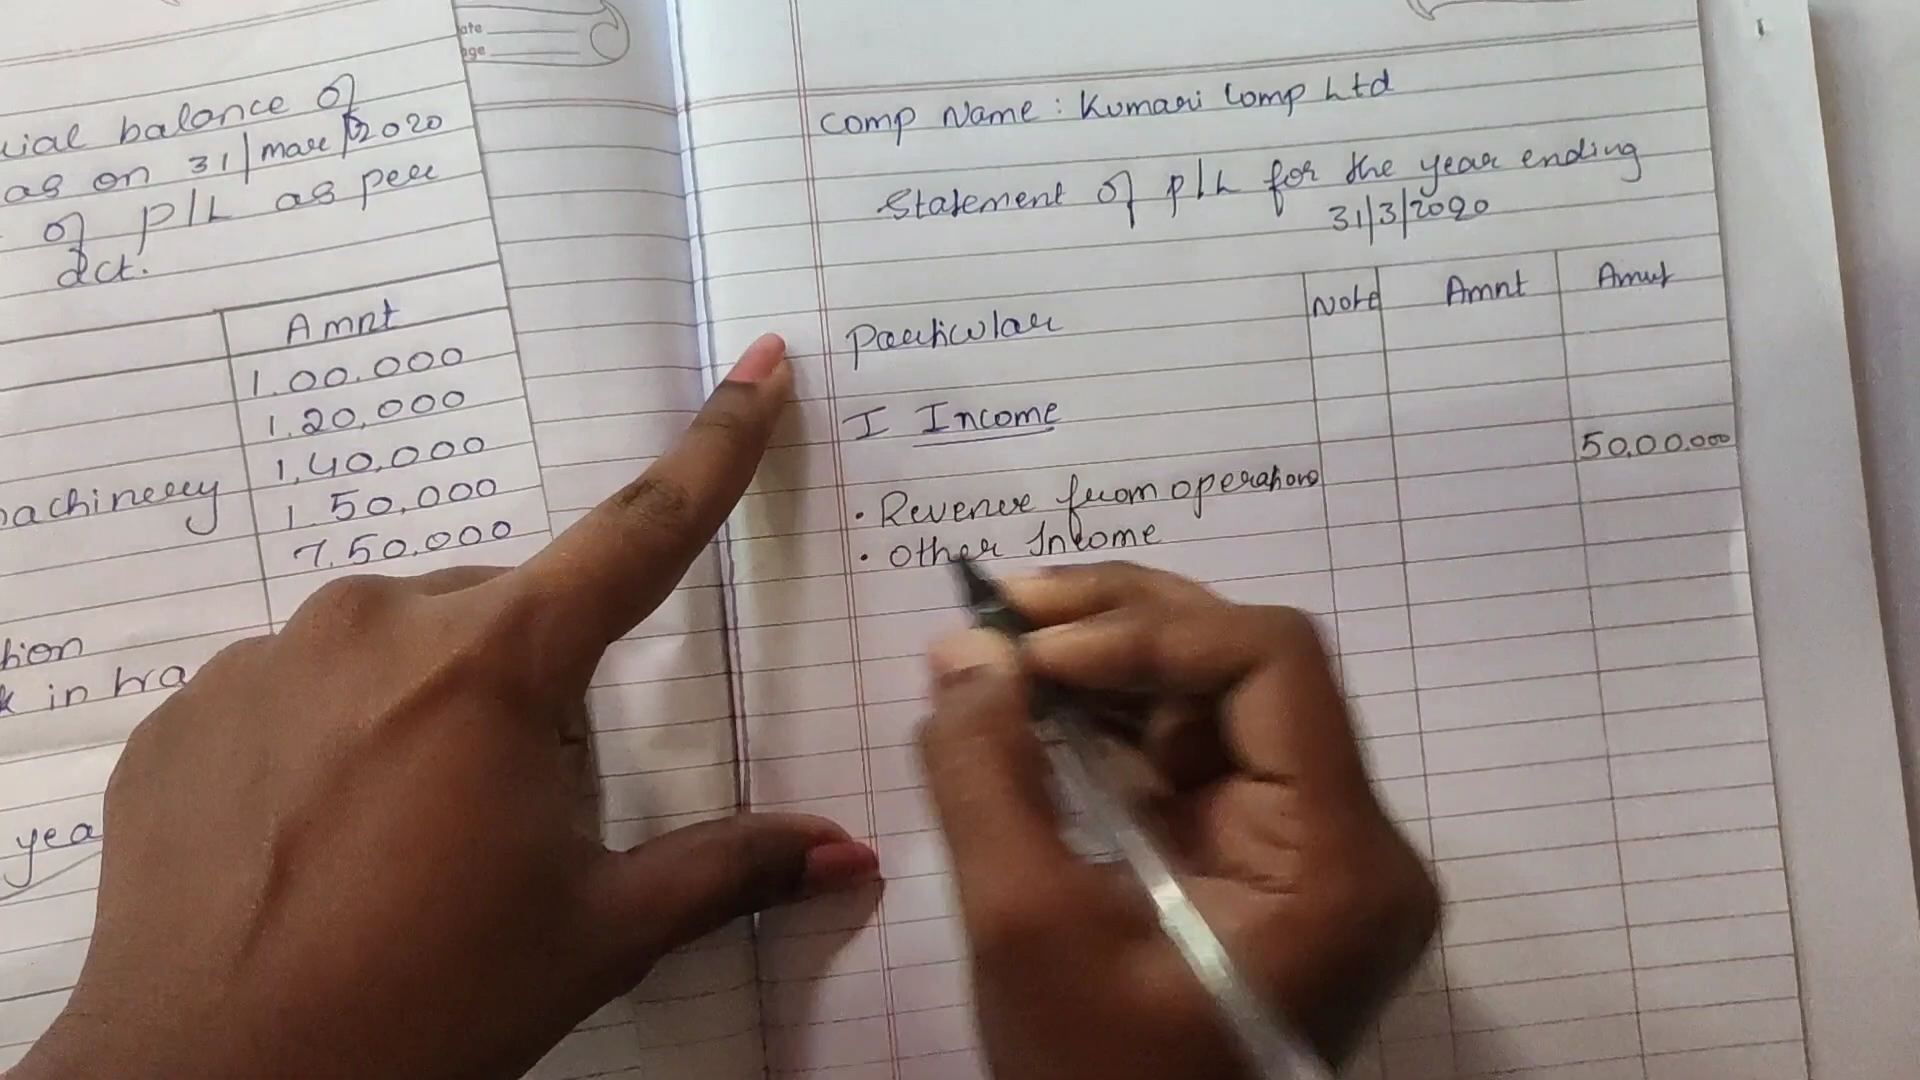 ate
ge
cial balance of
as on 31/mar/2020
of P/L as per
act.
Amnt
1,00,000
1,20,000
1,40,000
achinery 1,50,000
7,50,000
tion
k in tra
yea
Comp Name : Kumari Comp Ltd
Statement of P/L for the year ending
31/3/2020
Particular Note Amnt Amnt
I Income
• Revenue from operations 50,00,000
• Other Income